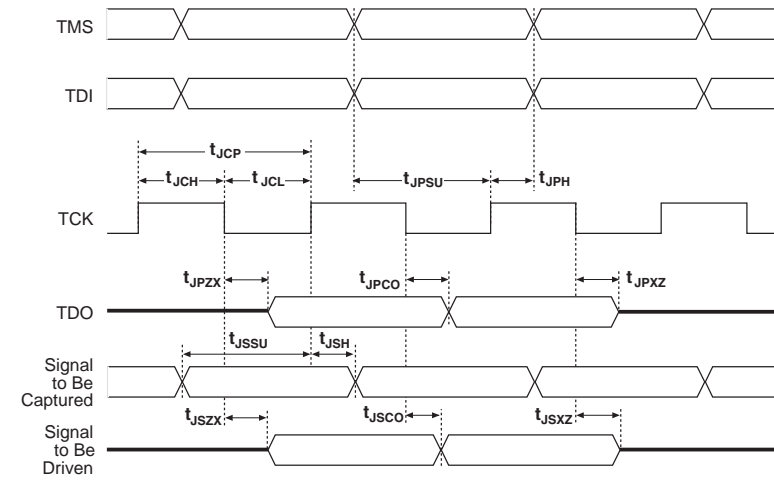 TMS
TDI
tJCP
tJCH
tJCL
tJPSU
tJPH
TCK
tJPZX
tJPCO
tJPXZ
TDO
tJSSU
tJSH
Signal
to Be
Captured
tJSZX
tJSCO
tJSXZ
Signal
to Be
Driven